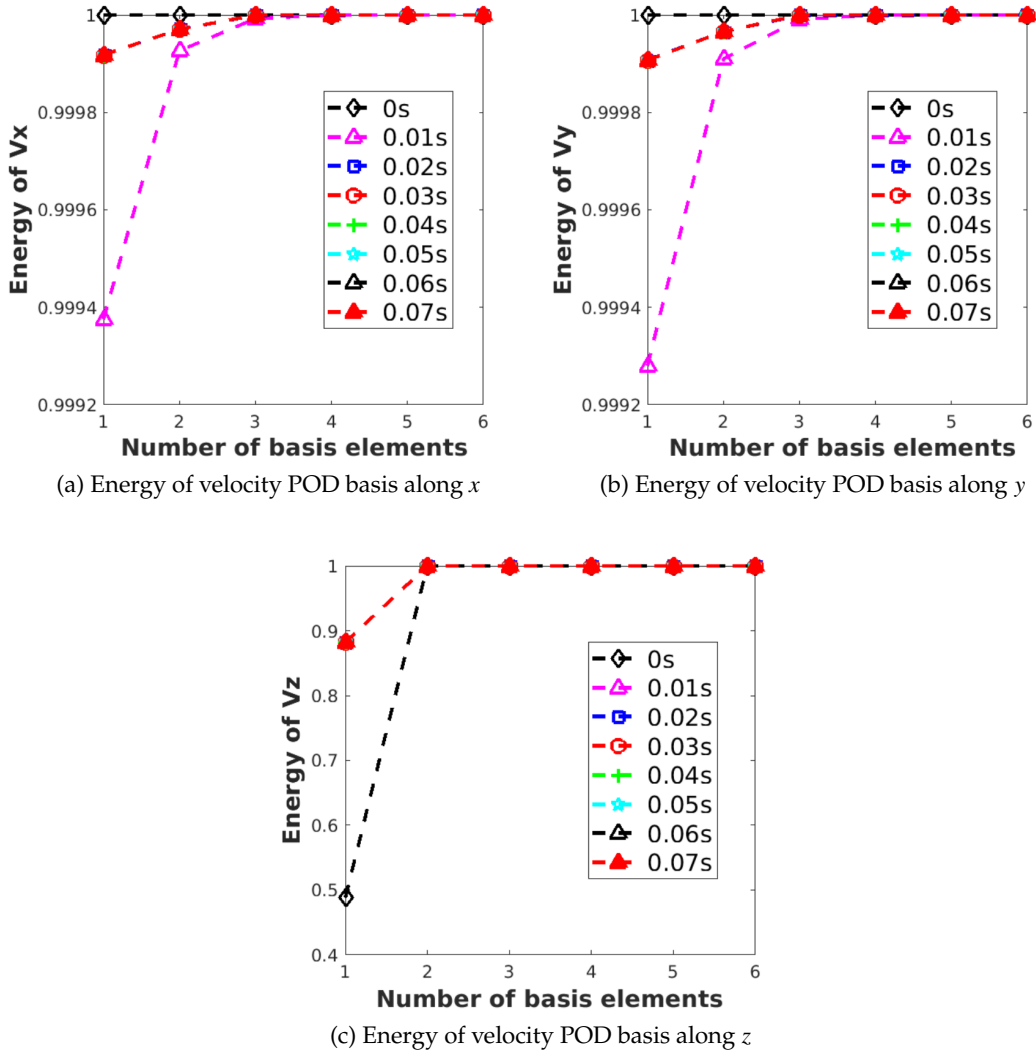 1
0.9998
0.9996
0.9994
0.9992
Energy of Vx
0s
0.01s
0.02s
0.03s
0.04s
0.05s
0.06s
0.07s
1 2 3 4 5 6
Number of basis elements
(a) Energy of velocity POD basis along x
1
0.9998
0.9996
0.9994
0.9992
Energy of Vy
0s
0.01s
0.02s
0.03s
0.04s
0.05s
0.06s
0.07s
1 2 3 4 5 6
Number of basis elements
(b) Energy of velocity POD basis along y
1
0.9
0.8
0.7
0.6
0.5
0.4
Energy of Vz
0s
0.01s
0.02s
0.03s
0.04s
0.05s
0.06s
0.07s
1 2 3 4 5 6
Number of basis elements
(c) Energy of velocity POD basis along z